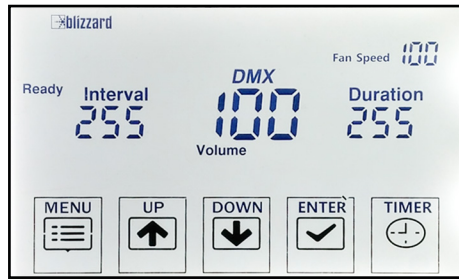 blizzard
Fan Speed 100
Ready
Interval DMX Duration
255 100 255
Volume
MENU UP DOWN ENTER TIMER